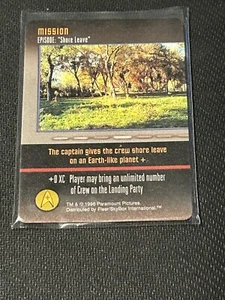 MISSION
EPISODE: "Shore Leave"
The captain gives the crew shore leave
on an Earth-like planet +.
+0 XC Player may bring an unlimited number
of Crew on the Landing Party
TM & © 1996 Paramount Pictures
Distributed by Fleer/SkyBox International.™